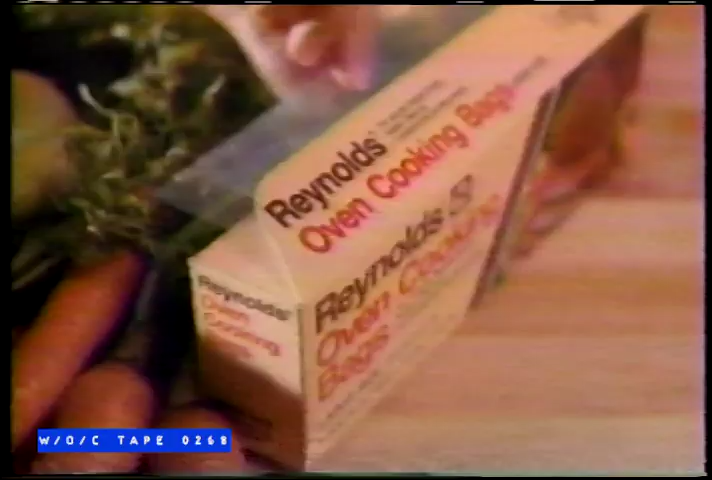 Reynolds
Oven Cooking Bags
Reynolds
Oven Cooking
Bags
Reynolds
Oven
Cooking
Bags
W/O/C TAPE 0268